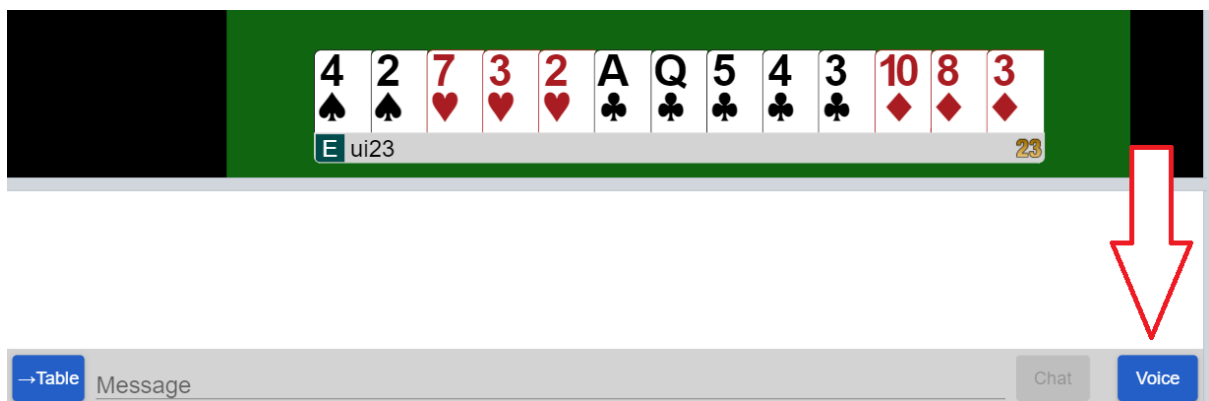 4 2 7 3 2 A Q 5 4 3 10 8 3
E ui23 23
→Table Message Chat Voice